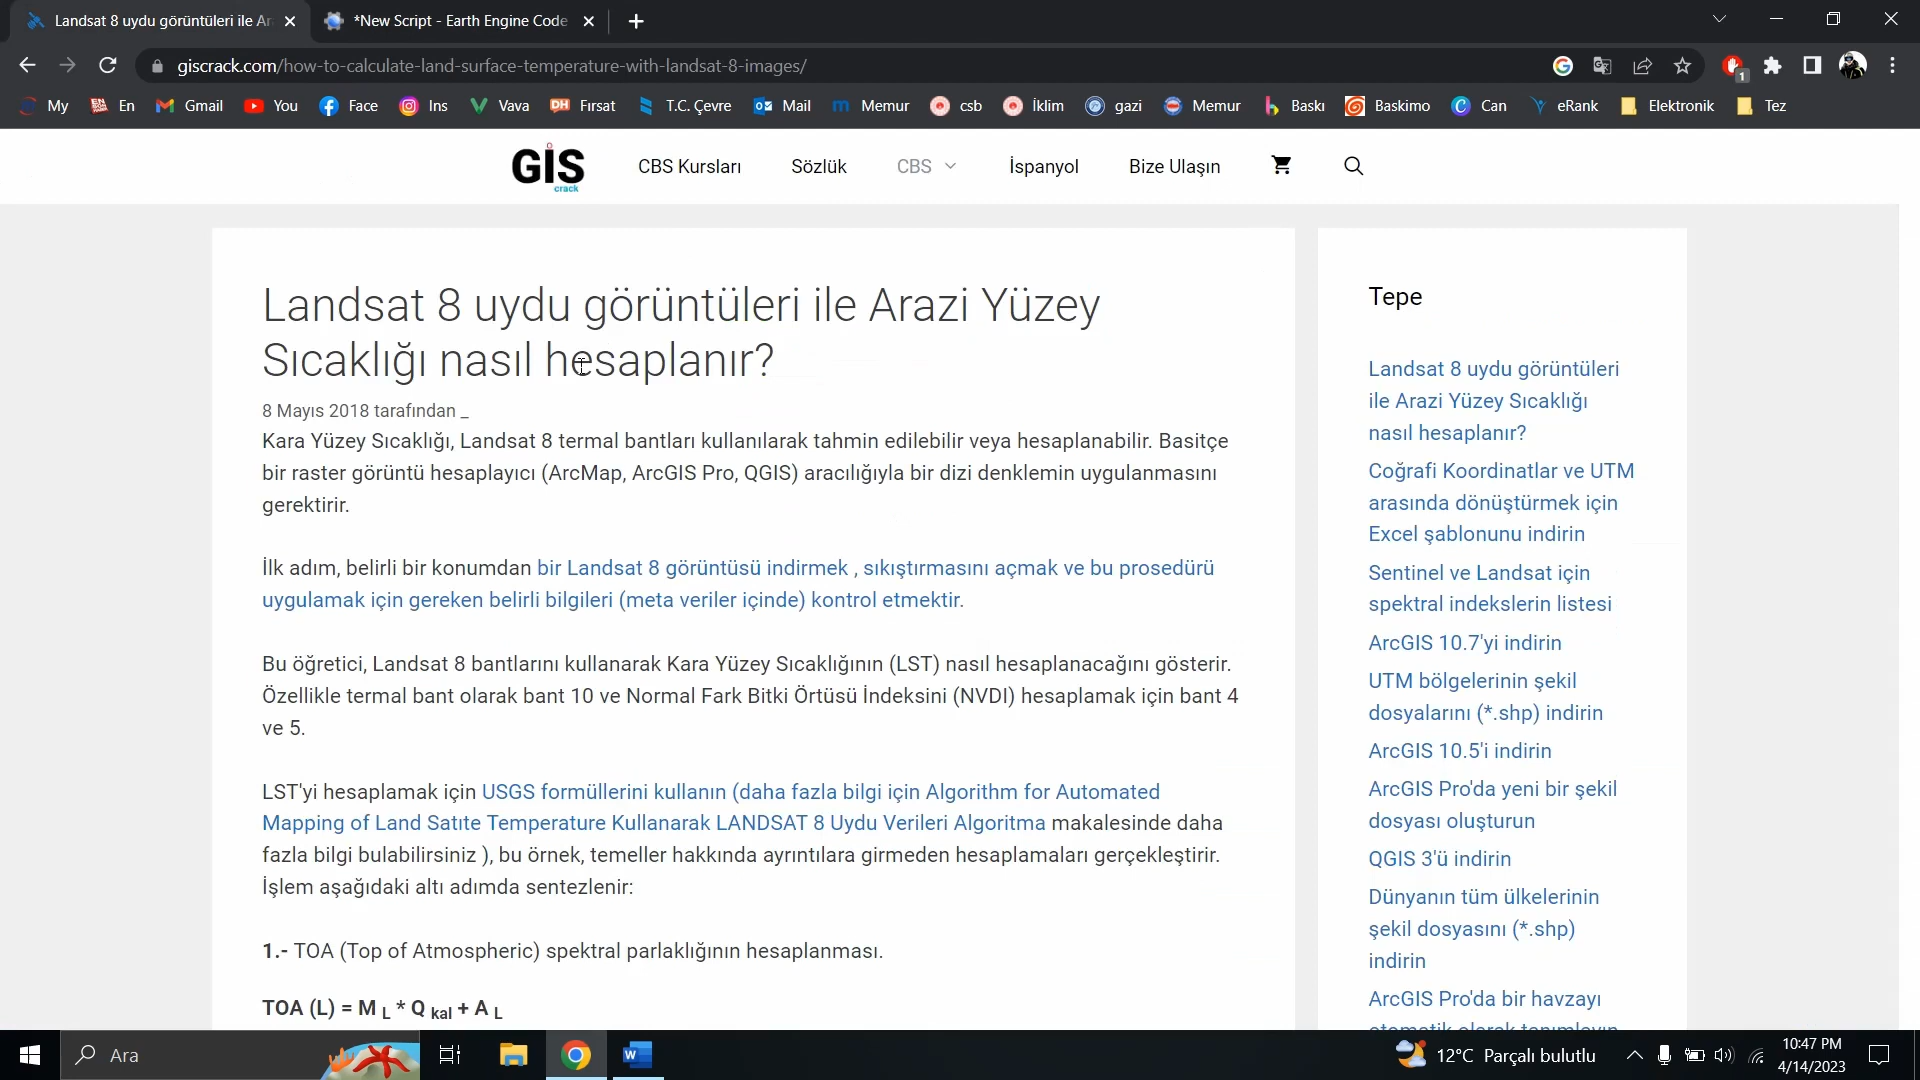 Landsat 8 uydu görüntüleri ile Ar
*New Script - Earth Engine Code
giscrack.com/how-to-calculate-land-surface-temperature-with-landsat-8-images/
1
My
En
Gmail
You
Face
Ins
Vava
Fırsat
T.C. Çevre
Mail
Memur
csb
İklim
gazi
Memur
Baskı
Baskimo
Can
eRank
Elektronik
Tez
GİS
crack
CBS Kursları
Sözlük
CBS
İspanyol
Bize Ulaşın
Landsat 8 uydu görüntüleri ile Arazi Yüzey
Sıcaklığı nasıl hesaplanır?
8 Mayıs 2018 tarafından _
Kara Yüzey Sıcaklığı, Landsat 8 termal bantları kullanılarak tahmin edilebilir veya hesaplanabilir. Basitçe
bir raster görüntü hesaplayıcı (ArcMap, ArcGIS Pro, QGIS) aracılığıyla bir dizi denklemin uygulanmasını
gerektirir.
İlk adım, belirli bir konumdan bir Landsat 8 görüntüsü indirmek , sıkıştırmasını açmak ve bu prosedürü
uygulamak için gereken belirli bilgileri (meta veriler içinde) kontrol etmektir.
Bu öğretici, Landsat 8 bantlarını kullanarak Kara Yüzey Sıcaklığının (LST) nasıl hesaplanacağını gösterir.
Özellikle termal bant olarak bant 10 ve Normal Fark Bitki Örtüsü İndeksini (NVDI) hesaplamak için bant 4
ve 5.
LST'yi hesaplamak için USGS formüllerini kullanın (daha fazla bilgi için Algorithm for Automated
Mapping of Land Satıte Temperature Kullanarak LANDSAT 8 Uydu Verileri Algoritma makalesinde daha
fazla bilgi bulabilirsiniz ), bu örnek, temeller hakkında ayrıntılara girmeden hesaplamaları gerçekleştirir.
İşlem aşağıdaki altı adımda sentezlenir:
1.- TOA (Top of Atmospheric) spektral parlaklığının hesaplanması.
TOA (L) = M L * Q kal + A L
Tepe
Landsat 8 uydu görüntüleri
ile Arazi Yüzey Sıcaklığı
nasıl hesaplanır?
Coğrafi Koordinatlar ve UTM
arasında dönüştürmek için
Excel şablonunu indirin
Sentinel ve Landsat için
spektral indekslerin listesi
ArcGIS 10.7'yi indirin
UTM bölgelerinin şekil
dosyalarını (*.shp) indirin
ArcGIS 10.5'i indirin
ArcGIS Pro'da yeni bir şekil
dosyası oluşturun
QGIS 3'ü indirin
Dünyanın tüm ülkelerinin
şekil dosyasını (*.shp)
indirin
ArcGIS Pro'da bir havzayı
otomatik olarak tanımlayın
Ara
12°C Parçalı bulutlu
10:47 PM
4/14/2023